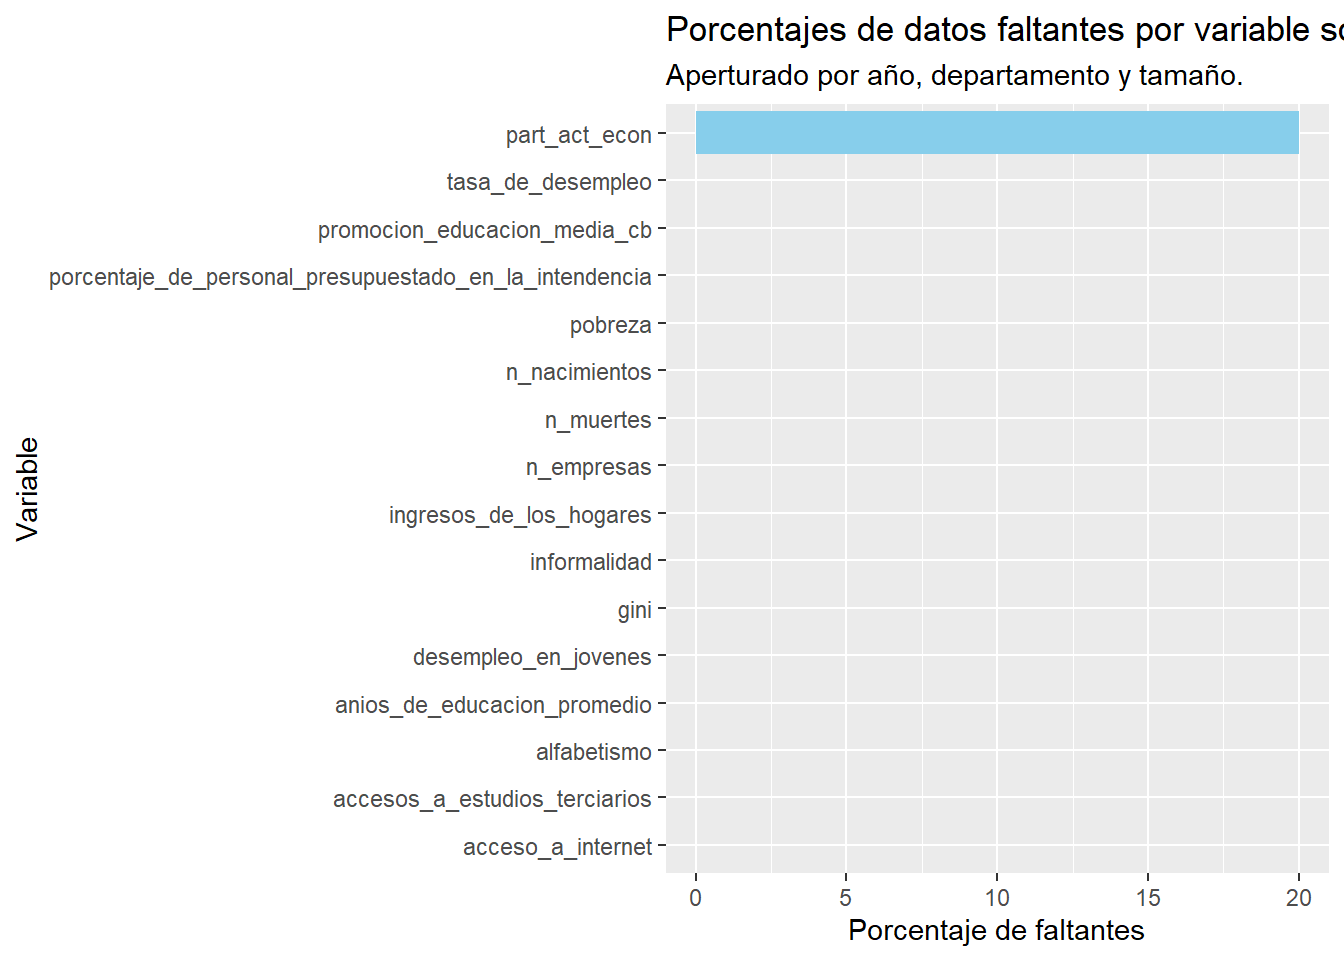 Porcentajes de datos faltantes por variable
Aperturado por año, departamento y tamaño.
part_act_econ
tasa_de_desempleo
promocion_educacion_media_cb
porcentaje_de_personal_presupuestado_en_la_intendencia
pobreza
n_nacimientos
n_muertes
n_empresas
ingresos_de_los_hogares
informalidad
gini
desempleo_en_jovenes
anios_de_educacion_promedio
alfabetismo
accesos_a_estudios_terciarios
acceso_a_internet
Variable
0 5 10 15 20
Porcentaje de faltantes